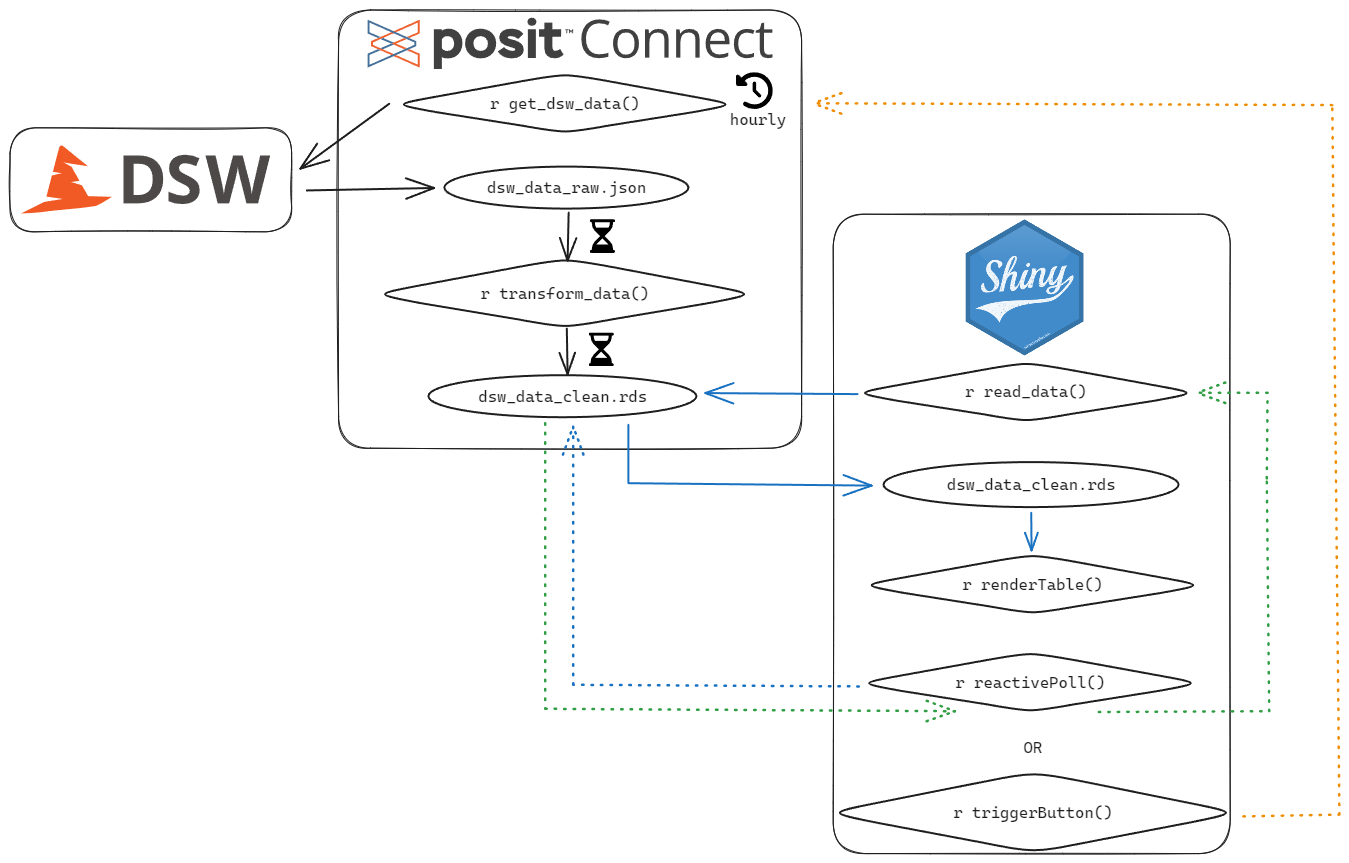 posit™ Connect
r get_dsw_data()
hourly
DSW
dsw_data_raw.json
r transform_data()
dsw_data_clean.rds
Shiny
r read_data()
dsw_data_clean.rds
r renderTable()
r reactivePoll()
OR
r triggerButton()